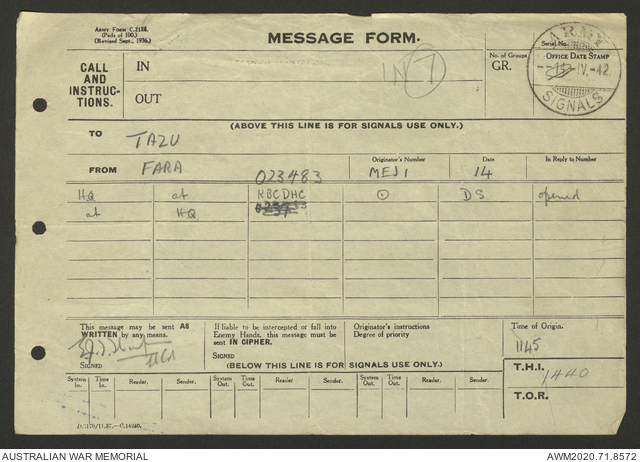 Army Form C.2128.
(Pads of 100.)
(Revised Sept., 1936.)
MESSAGE FORM.
Serial No.
ARMY
SIGNALS
IV.-42
CALL AND INSTRUC-TIONS.
IN
OUT
IN 7
No. of Groups
GR.
OFFICE DATE STAMP
(ABOVE THIS LINE IS FOR SIGNALS USE ONLY.)
TO TAZU
FROM FARA 023483
Originator's Number
MEJ1
Date
14
In Reply to Number
HQ at KBCDHC ⊙ DS opened
at HQ
This message may be sent AS WRITTEN by any means.
SIGNED
If liable to be intercepted or fall into Enemy Hands, this message must be sent IN CIPHER.
SIGNED
Originator's instructions
Degree of priority
Time of Origin.
1145
(BELOW THIS LINE IS FOR SIGNALS USE ONLY.)
T.H.I. 1440
T.O.R.
System In. Time In. Reader. Sender. System Out. Time Out. Reader. Sender. System Out. Time Out. Reader. Sender.
AUSTRALIAN WAR MEMORIAL
AWM2020.71.8572